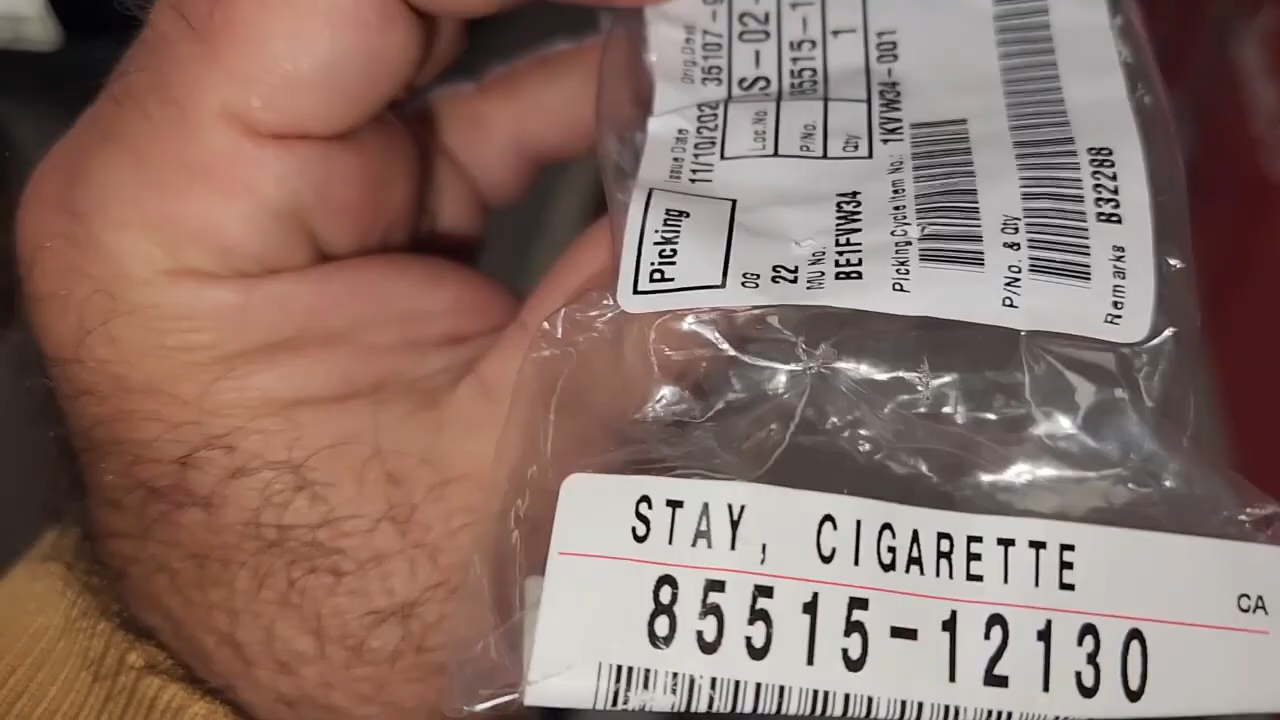 Picking
Issue Date
Orig.Dest
11/10/202 35107-9
Loc.No. S-02-
P/No. 85515-1
Qty 1
OG
22
MU No.
BE1FVW34
Picking Cycle Item No.: 1KVW34-001
P/No. & Qty
Remarks B32288
STAY, CIGARETTE
CA
85515-12130